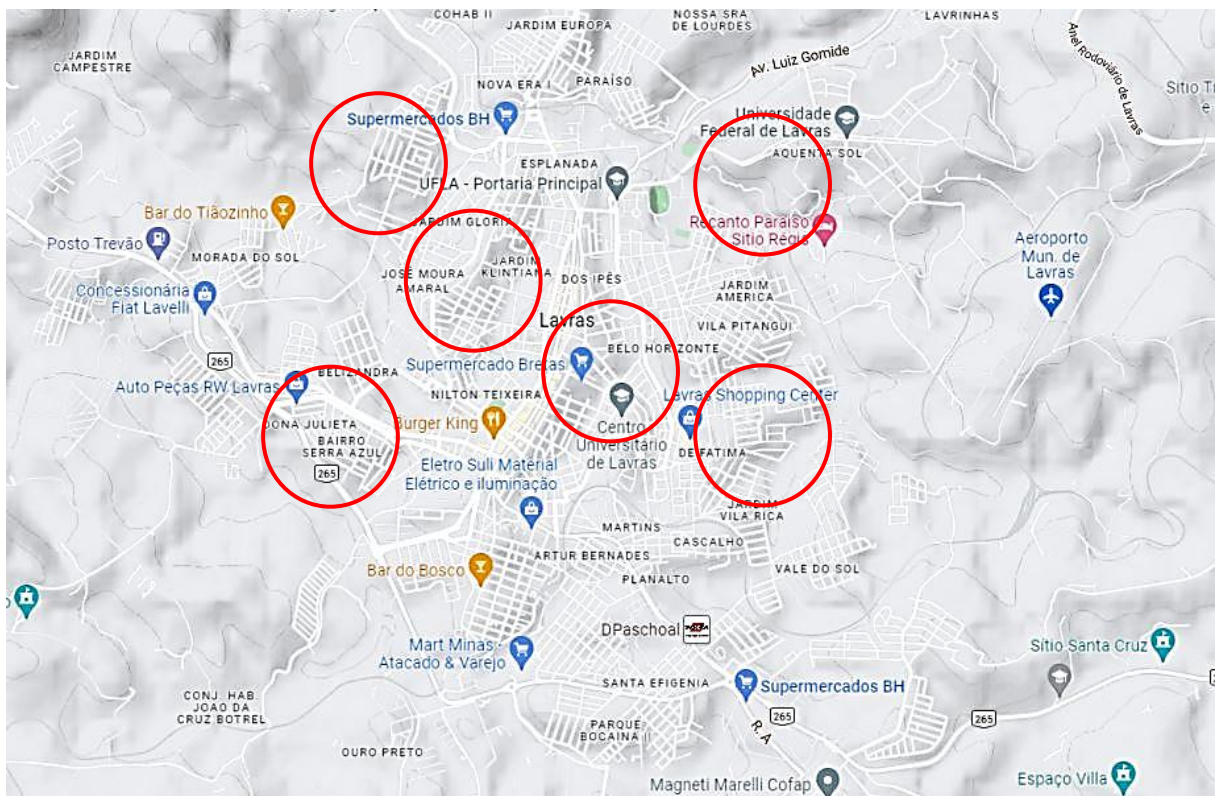 COHAB II
NOSSA SRA
DE LOURDES
LAVRINHAS
JARDIM EUROPA
JARDIM
CAMPESTRE
Av. Luiz Gomide
Anel Rodoviário de Lavras
NOVA ERA I
PARAÍSO
Sítio
e
Supermercados BH
Universidade
Federal de Lavras
ESPLANADA
AQUENTA SOL
UFLA - Portaria Principal
Bar do Tiãozinho
JARDIM GLORIA
Recanto Paraiso
Sitio Régis
Posto Trevão
MORADA DO SOL
Aeroporto
Mun. de
Lavras
JOSÉ MOURA
AMARAL
JARDIM
KLINTIANA
DOS IPÊS
JARDIM
AMERICA
Concessionária
Fiat Lavelli
Lavras
VILA PITANGUI
BELO HORIZONTE
265
Supermercado Bretas
BELIZANDRA
Auto Peças RW Lavras
NILTON TEIXEIRA
Lavras Shopping Center
DONA JULIETA
Burger King
Centro
Universitário
de Lavras
BAIRRO
SERRA AZUL
DE FATIMA
265
Eletro Suli Material
Elétrico e iluminação
JARDIM
VILA RICA
MARTINS
CASCALHO
ARTUR BERNADES
VALE DO SOL
Bar do Bosco
PLANALTO
DPaschoal
Mart Minas -
Atacado & Varejo
Sítio Santa Cruz
SANTA EFIGENIA
Supermercados BH
CONJ. HAB.
JOAO DA
CRUZ BOTREL
265
265
PARQUE
BOCAINA II
R. A
OURO PRETO
Magneti Marelli Cofap
Espaço Villa